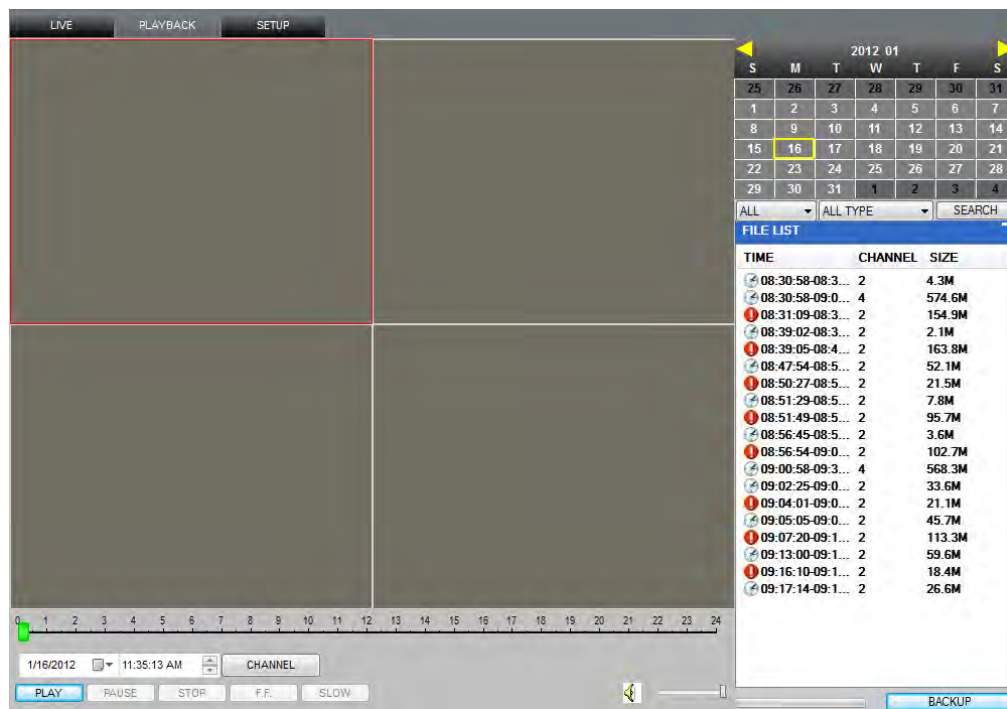 LIVE PLAYBACK SETUP
2012 01
S M T W T F S
25 26 27 28 29 30 31
1 2 3 4 5 6 7
8 9 10 11 12 13 14
15 16 17 18 19 20 21
22 23 24 25 26 27 28
29 30 31 1 2 3 4
ALL ALL TYPE SEARCH
FILE LIST
TIME CHANNEL SIZE
08:30:58-08:3... 2 4.3M
08:30:58-09:0... 4 574.6M
08:31:09-08:3... 2 154.9M
08:39:02-08:3... 2 2.1M
08:39:05-08:4... 2 163.8M
08:47:54-08:5... 2 52.1M
08:50:27-08:5... 2 21.5M
08:51:29-08:5... 2 7.8M
08:51:49-08:5... 2 95.7M
08:56:45-08:5... 2 3.6M
08:56:54-09:0... 2 102.7M
09:00:58-09:3... 4 568.3M
09:02:25-09:0... 2 33.6M
09:04:01-09:0... 2 21.1M
09:05:05-09:0... 2 45.7M
09:07:20-09:1... 2 113.3M
09:13:00-09:1... 2 59.6M
09:16:10-09:1... 2 18.4M
09:17:14-09:1... 2 26.6M
0 1 2 3 4 5 6 7 8 9 10 11 12 13 14 15 16 17 18 19 20 21 22 23 24
1/16/2012 11:35:13 AM CHANNEL
PLAY PAUSE STOP F.F. SLOW
BACKUP